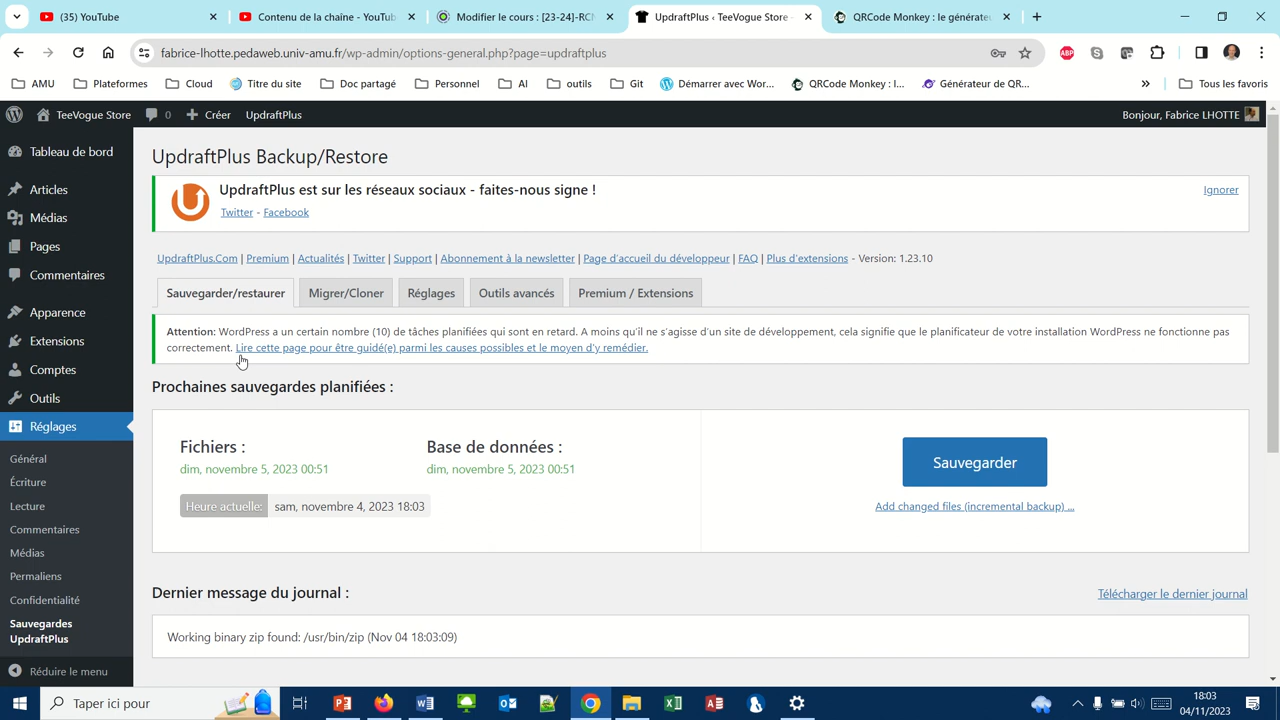 (35) YouTube
Contenu de la chaîne - YouTub
Modifier le cours : [23-24]-RCN
UpdraftPlus ‹ TeeVogue Store –
QRCode Monkey : le générateu
fabrice-lhotte.pedaweb.univ-amu.fr/wp-admin/options-general.php?page=updraftplus
AMU
Plateformes
Cloud
Titre du site
Doc partagé
Personnel
AI
outils
Git
Démarrer avec Wor...
QRCode Monkey : l...
Générateur de QR...
Tous les favoris
TeeVogue Store
0
Créer
UpdraftPlus
Bonjour, Fabrice LHOTTE
Tableau de bord
Articles
Médias
Pages
Commentaires
Apparence
Extensions
Comptes
Outils
Réglages
Général
Écriture
Lecture
Commentaires
Médias
Permaliens
Confidentialité
Sauvegardes
UpdraftPlus
Réduire le menu
UpdraftPlus Backup/Restore
UpdraftPlus est sur les réseaux sociaux - faites-nous signe !
Ignorer
Twitter - Facebook
UpdraftPlus.Com | Premium | Actualités | Twitter | Support | Abonnement à la newsletter | Page d'accueil du développeur | FAQ | Plus d'extensions - Version: 1.23.10
Sauvegarder/restaurer
Migrer/Cloner
Réglages
Outils avancés
Premium / Extensions
Attention: WordPress a un certain nombre (10) de tâches planifiées qui sont en retard. A moins qu'il ne s'agisse d'un site de développement, cela signifie que le planificateur de votre installation WordPress ne fonctionne pas
correctement. Lire cette page pour être guidé(e) parmi les causes possibles et le moyen d'y remédier.
Prochaines sauvegardes planifiées :
Fichiers :
dim, novembre 5, 2023 00:51
Base de données :
dim, novembre 5, 2023 00:51
Heure actuelle: sam, novembre 4, 2023 18:03
Sauvegarder
Add changed files (incremental backup) ...
Dernier message du journal :
Télécharger le dernier journal
Working binary zip found: /usr/bin/zip (Nov 04 18:03:09)
Taper ici pour
18:03
04/11/2023